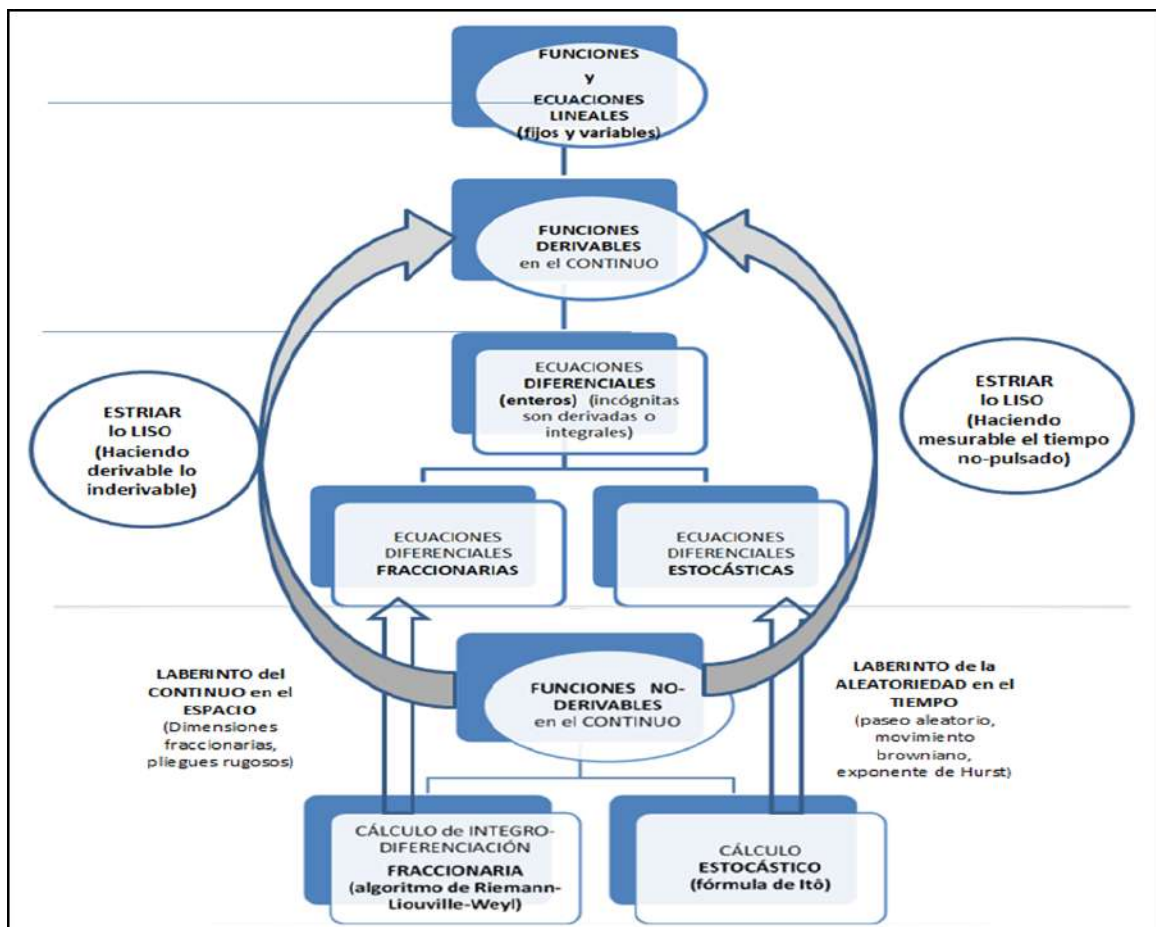 FUNCIONES
y
ECUACIONES
LINEALES
(fijos y variables)
FUNCIONES
DERIVABLES
en el CONTINUO
ECUACIONES
DIFERENCIALES
(enteros) (incógnitas
son derivadas o
integrales)
ESTRIAR
lo LISO
(Haciendo
derivable lo
inderivable)
ESTRIAR
lo LISO
(Haciendo
mesurable el tiempo
no-pulsado)
ECUACIONES
DIFERENCIALES
FRACCIONARIAS
ECUACIONES
DIFERENCIALES
ESTOCÁSTICAS
LABERINTO del
CONTINUO en el
ESPACIO
(Dimensiones
fraccionarias,
pliegues rugosos)
FUNCIONES NO-
DERIVABLES
en el CONTINUO
LABERINTO de la
ALEATORIEDAD en el
TIEMPO
(paseo aleatorio,
movimiento
browniano,
exponente de Hurst)
CÁLCULO de INTEGRO-
DIFERENCIACIÓN
FRACCIONARIA
(algoritmo de Riemann-
Liouville-Weyl)
CÁLCULO
ESTOCÁSTICO
(fórmula de Itô)